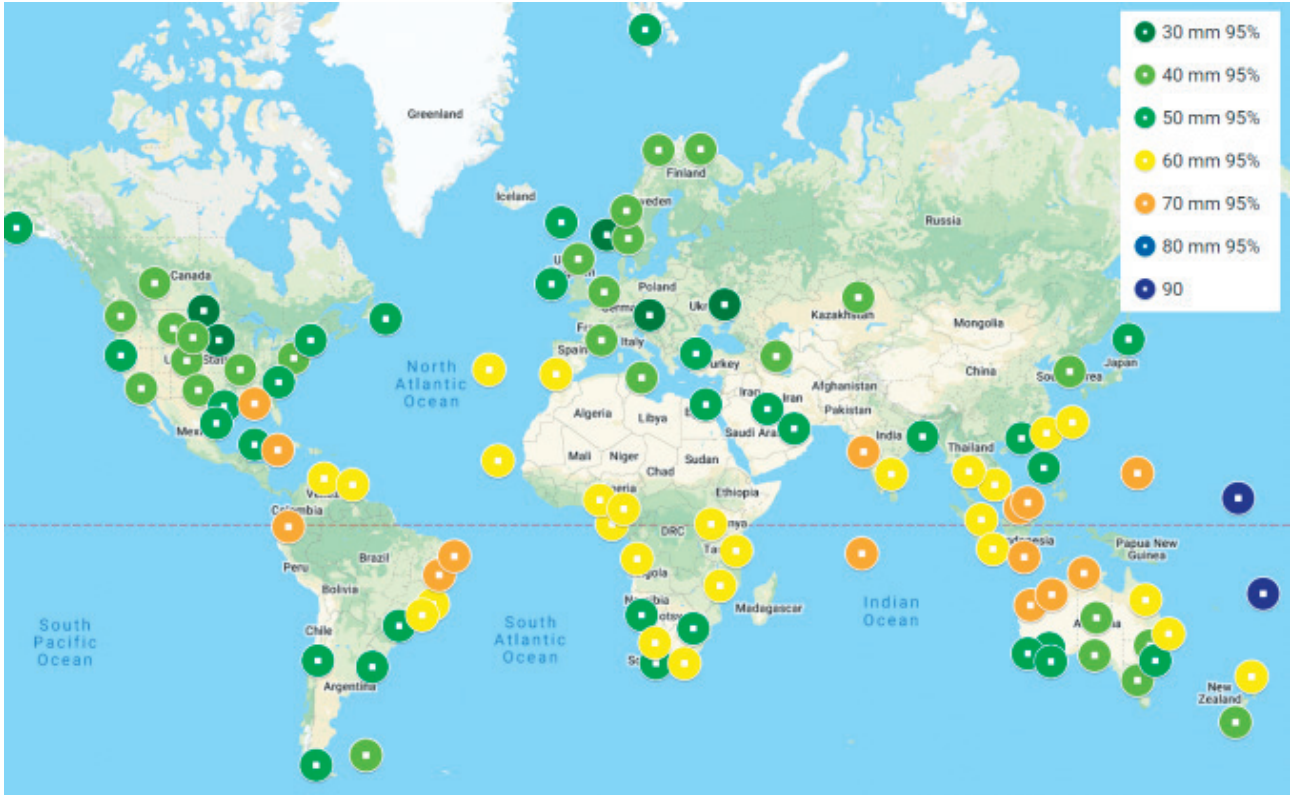 30 mm 95%
40 mm 95%
50 mm 95%
60 mm 95%
70 mm 95%
80 mm 95%
90
Greenland
Iceland
Finland
Russia
Canada
Poland
Kazakhstan
Mongolia
Italy
Spain
Japan
North
Atlantic
Ocean
China
Afghanistan
Iran
Iran
Pakistan
Algeria
Libya
India
Mali
Niger
Chad
Sudan
Thailand
Ethiopia
Colombia
DRC
Papua New
Guinea
Brazil
Peru
Bolivia
Madagascar
Indian
Ocean
South
Pacific
Ocean
South
Atlantic
Ocean
Chile
Argentina
New
Zealand